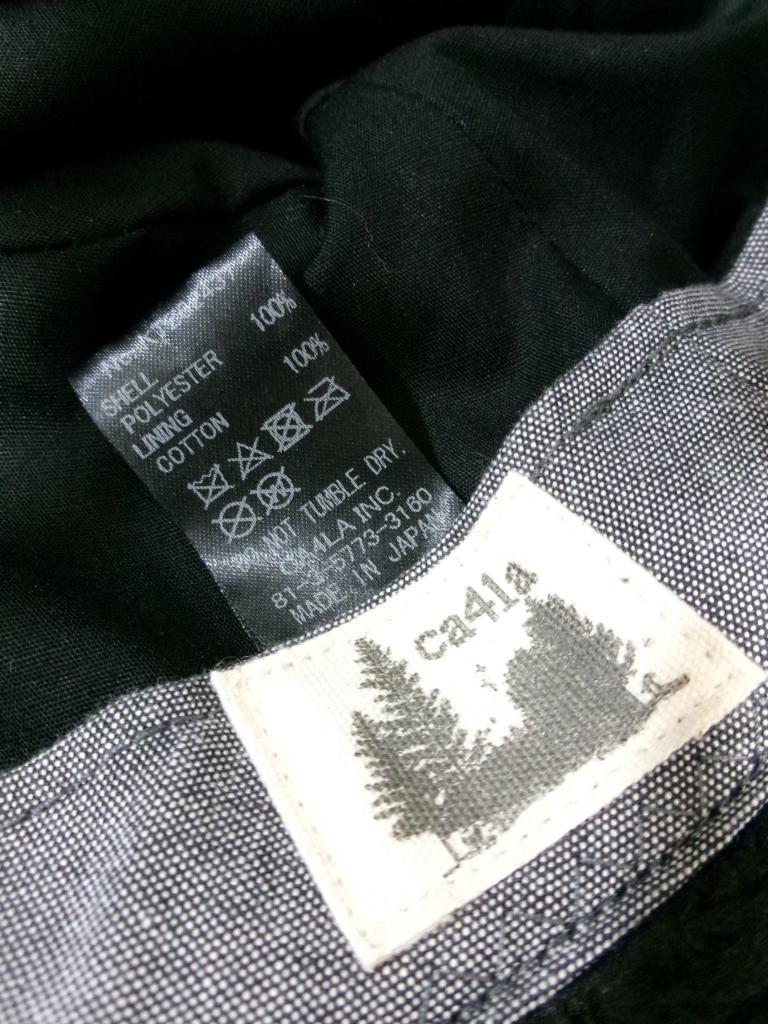 SHELL
POLYESTER 100%
LINING
COTTON 100%
DO NOT TUMBLE DRY.
CA4LA INC.
81-3-5773-3160
MADE IN JAPAN
ca4la